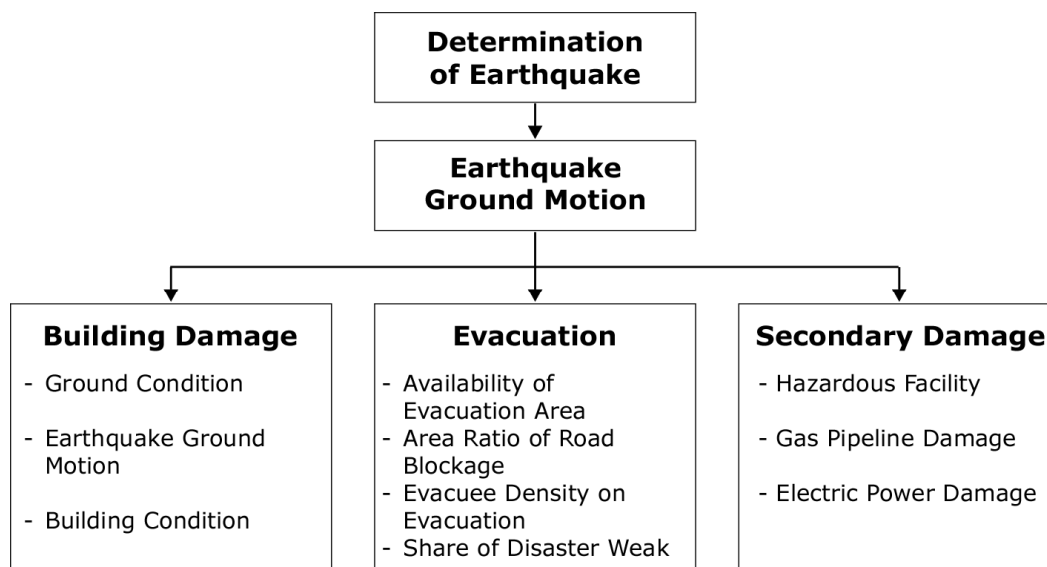 Determination
of Earthquake
Earthquake
Ground Motion
Building Damage
- Ground Condition
- Earthquake Ground
Motion
- Building Condition
Evacuation
- Availability of
Evacuation Area
- Area Ratio of Road
Blockage
- Evacuee Density on
Evacuation
- Share of Disaster Weak
Secondary Damage
- Hazardous Facility
- Gas Pipeline Damage
- Electric Power Damage